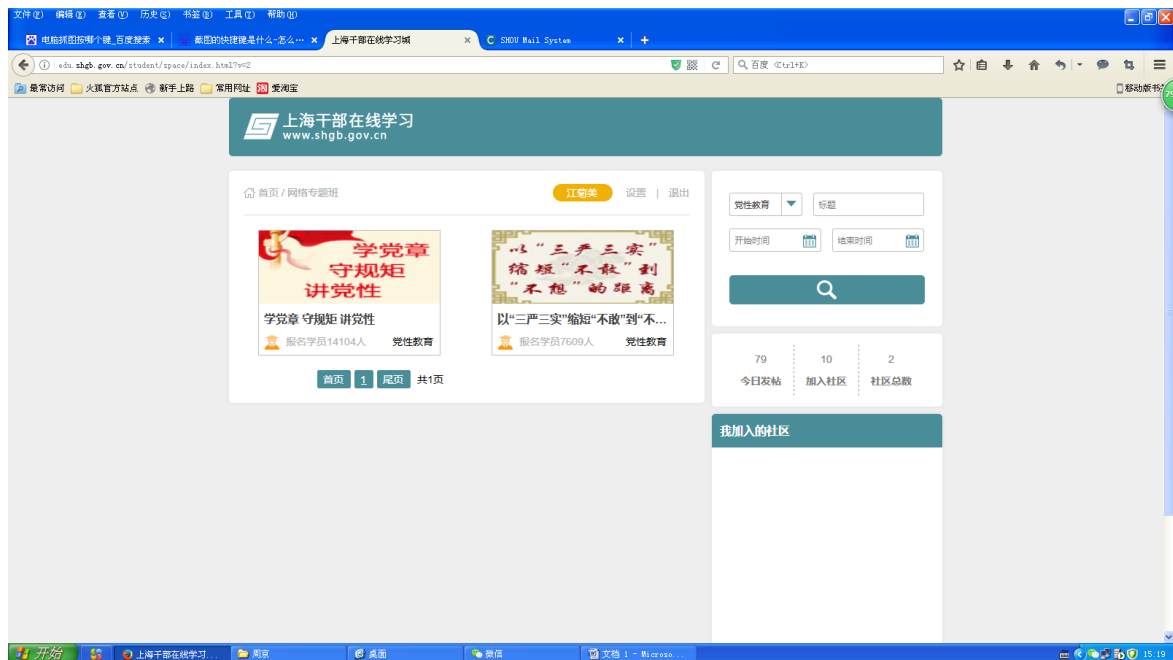 文件(F) 编辑(E) 查看(V) 历史(S) 书签(B) 工具(T) 帮助(H)
电脑抓图按哪个键_百度搜索 截图的快捷键是什么-怎么… 上海干部在线学习城 SHOU Mail System
edu.shgb.gov.cn/student/space/index.html?v=2 百度 <Ctrl+K>
最常访问 火狐官方站点 新手上路 常用网址 爱淘宝 移动版书签
上海干部在线学习
www.shgb.gov.cn
首页 / 网络专题班 江菊美 设置 | 退出
学党章
守规矩
讲党性
学党章 守规矩 讲党性
报名学员14104人 党性教育
以“三严三实”
缩短“不敢”到
“不想”的距离
以“三严三实”缩短“不敢”到“不...
报名学员7609人 党性教育
首页 1 尾页 共1页
党性教育 标题
开始时间 结束时间
79 10 2
今日发帖 加入社区 社区总数
我加入的社区
开始 上海干部在线学习... 周京 桌面 微信 文档 1 - Microso... 15:19